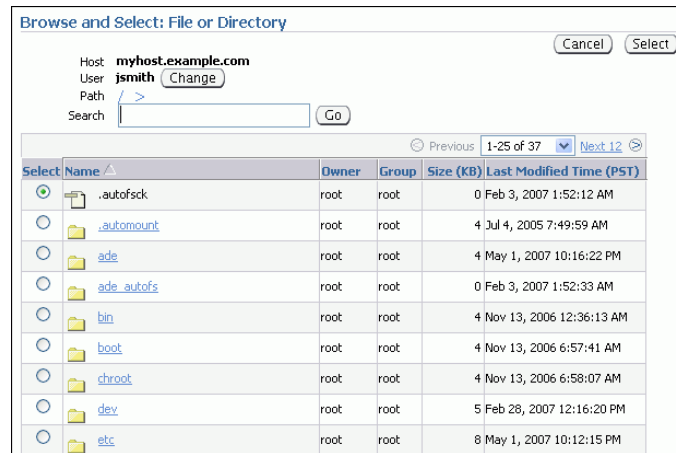 Browse and Select: File or Directory
Cancel Select
Host myhost.example.com
User jsmith Change
Path / >
Search Go
Previous 1-25 of 37 Next 12
Select Name Owner Group Size (KB) Last Modified Time (PST)
.autofsck root root 0 Feb 3, 2007 1:52:12 AM
.automount root root 4 Jul 4, 2005 7:49:59 AM
ade root root 4 May 1, 2007 10:16:22 PM
ade_autofs root root 0 Feb 3, 2007 1:52:33 AM
bin root root 4 Nov 13, 2006 12:36:13 AM
boot root root 4 Nov 13, 2006 6:57:41 AM
chroot root root 4 Nov 13, 2006 6:58:07 AM
dev root root 5 Feb 28, 2007 12:16:20 PM
etc root root 8 May 1, 2007 10:12:15 PM